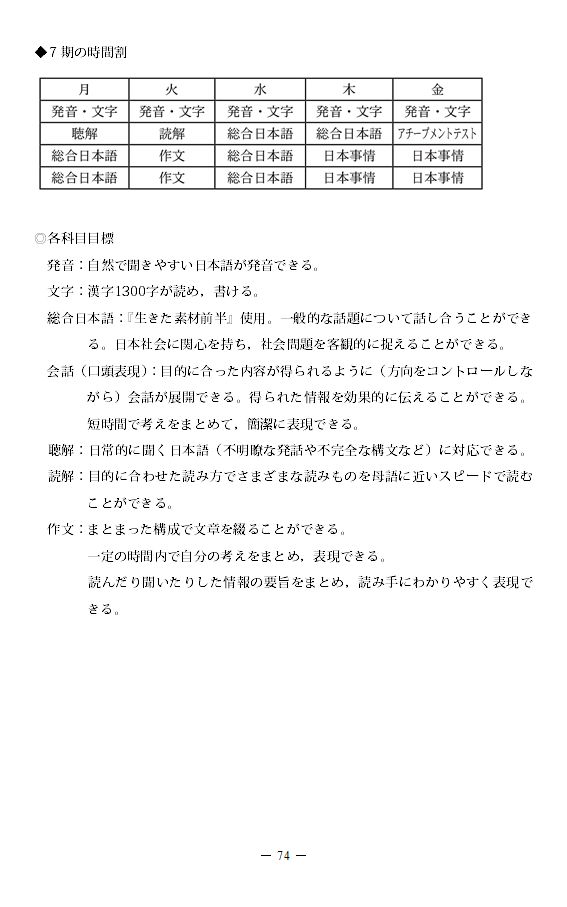 ◆７期の時間割
月 火 水 木 金
発音・文字 発音・文字 発音・文字 発音・文字 発音・文字
聴解 読解 総合日本語 総合日本語 アチーブメントテスト
総合日本語 作文 総合日本語 日本事情 日本事情
総合日本語 作文 総合日本語 日本事情 日本事情
◎各科目目標
発音：自然で聞きやすい日本語が発音できる。
文字：漢字1300字が読め，書ける。
総合日本語：『生きた素材前半』使用。一般的な話題について話し合うことができ
る。日本社会に関心を持ち，社会問題を客観的に捉えることができる。
会話（口頭表現）：目的に合った内容が得られるように（方向をコントロールしな
がら）会話が展開できる。得られた情報を効果的に伝えることができる。
短時間で考えをまとめて，簡潔に表現できる。
聴解：日常的に聞く日本語（不明瞭な発話や不完全な構文など）に対応できる。
読解：目的に合わせた読み方でさまざまな読みものを母語に近いスピードで読む
ことができる。
作文：まとまった構成で文章を綴ることができる。
一定の時間内で自分の考えをまとめ，表現できる。
読んだり聞いたりした情報の要旨をまとめ，読み手にわかりやすく表現で
きる。
― 74 ―